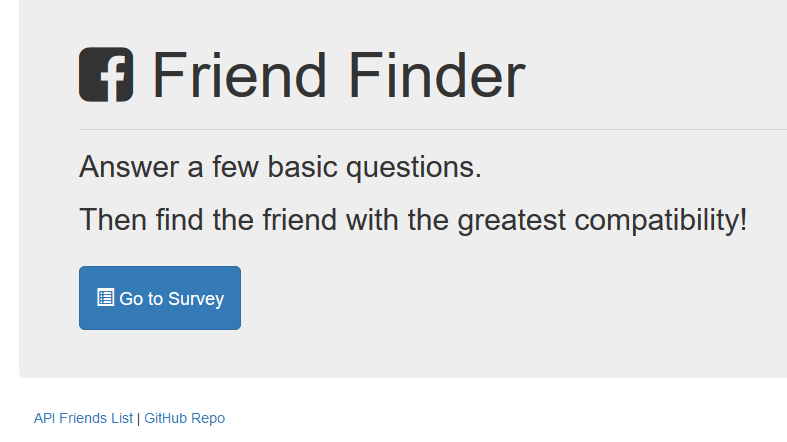 Friend Finder
Answer a few basic questions.
Then find the friend with the greatest compatibility!
Go to Survey
API Friends List | GitHub Repo